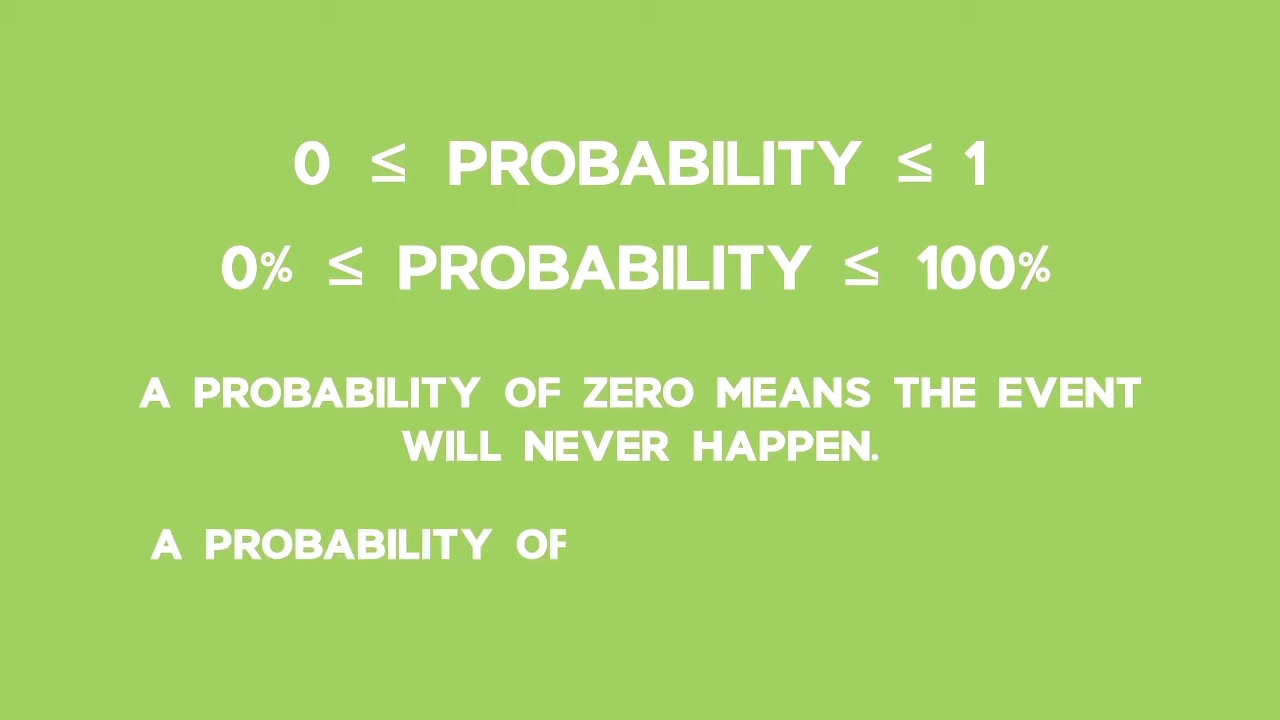 0 ≤ PROBABILITY ≤ 1
0% ≤ PROBABILITY ≤ 100%
A PROBABILITY OF ZERO MEANS THE EVENT
WILL NEVER HAPPEN.
A PROBABILITY OF